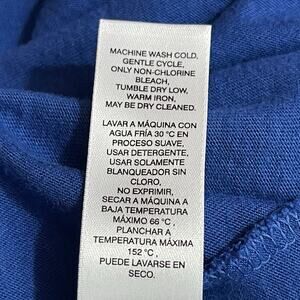 MACHINE WASH COLD,
GENTLE CYCLE,
ONLY NON-CHLORINE
BLEACH,
TUMBLE DRY LOW,
WARM IRON,
MAY BE DRY CLEANED.
LAVAR A MÁQUINA CON
AGUA FRÍA 30 °C EN
PROCESO SUAVE,
USAR DETERGENTE,
USAR SOLAMENTE
BLANQUEADOR SIN
CLORO,
NO EXPRIMIR,
SECAR A MÁQUINA A
BAJA TEMPERATURA
MÁXIMO 66 °C,
PLANCHAR A
TEMPERATURA MÁXIMA
152 °C,
PUEDE LAVARSE EN
SECO.